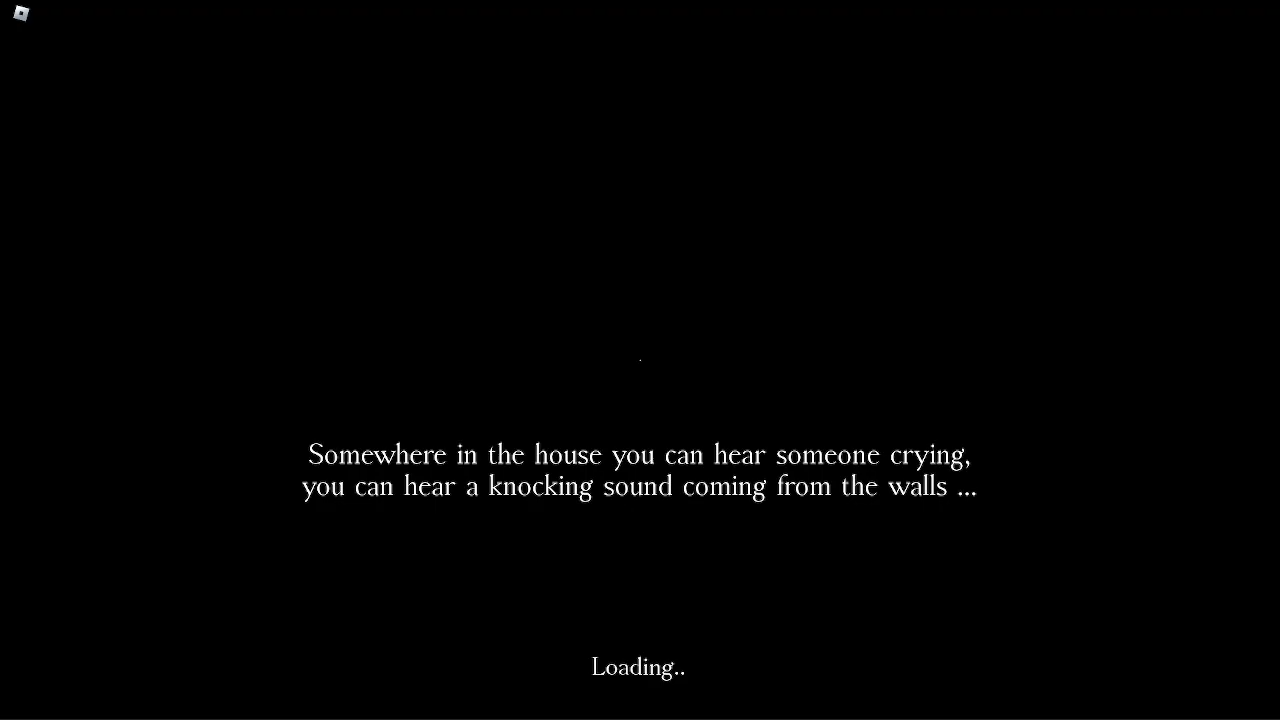 Somewhere in the house you can hear someone crying,
you can hear a knocking sound coming from the walls ...
Loading..